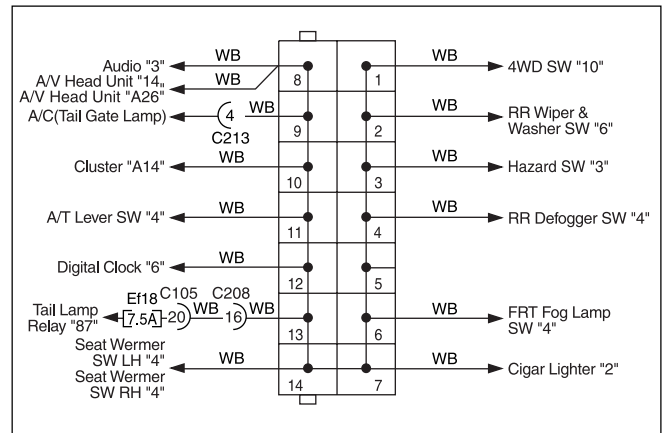 Audio "3"
WB
A/V Head Unit "14"
WB
A/V Head Unit "A26"
8
1
WB
4WD SW "10"
A/C(Tail Gate Lamp)
4
C213
WB
9
2
WB
RR Wiper &
Washer SW "6"
Cluster "A14"
WB
10
3
WB
Hazard SW "3"
A/T Lever SW "4"
WB
11
4
WB
RR Defogger SW "4"
Digital Clock "6"
WB
12
5
Tail Lamp
Relay "87"
Ef18
7.5A
C105
20
WB
C208
16
WB
13
6
WB
FRT Fog Lamp
SW "4"
Seat Wermer
SW LH "4"
Seat Wermer
SW RH "4"
WB
14
7
WB
Cigar Lighter "2"